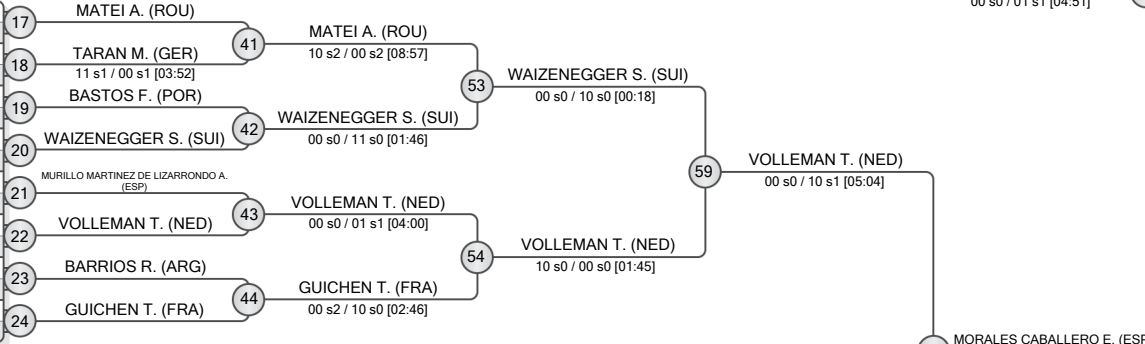 00 s0 / 01 s1 [04:51]
17
MATEI A. (ROU)
41
MATEI A. (ROU)
10 s2 / 00 s2 [08:57]
18
TARAN M. (GER)
11 s1 / 00 s1 [03:52]
53
WAIZENEGGER S. (SUI)
00 s0 / 10 s0 [00:18]
19
BASTOS F. (POR)
42
WAIZENEGGER S. (SUI)
00 s0 / 11 s0 [01:46]
20
WAIZENEGGER S. (SUI)
59
VOLLEMAN T. (NED)
00 s0 / 10 s1 [05:04]
21
MURILLO MARTINEZ DE LIZARRONDO A.
(ESP)
43
VOLLEMAN T. (NED)
00 s0 / 01 s1 [04:00]
22
VOLLEMAN T. (NED)
54
VOLLEMAN T. (NED)
10 s0 / 00 s0 [01:45]
23
BARRIOS R. (ARG)
44
GUICHEN T. (FRA)
00 s2 / 10 s0 [02:46]
24
GUICHEN T. (FRA)
MORALES CABALLERO E. (ESP